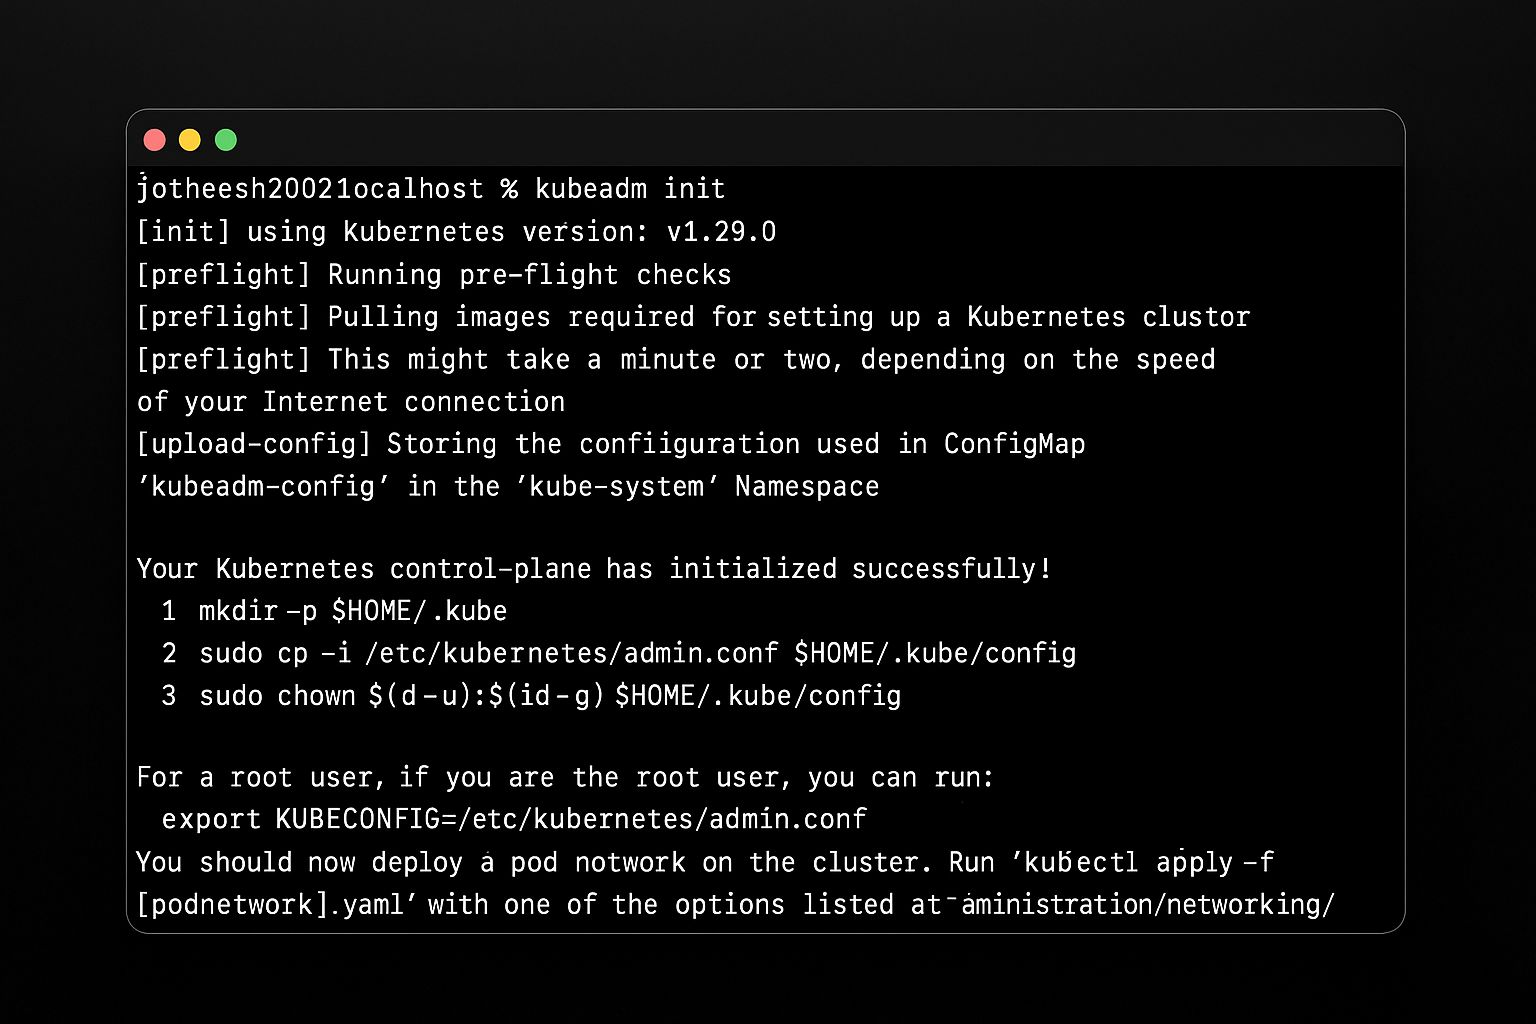 jotheesh20021ocalhost % kubeadm init
[init] using Kubernetes version: v1.29.0
[preflight] Running pre-flight checks
[preflight] Pulling images required for setting up a Kubernetes clustor
[preflight] This might take a minute or two, depending on the speed
of your Internet connection
[upload-config] Storing the confiiguration used in ConfigMap
’kubeadm-config’ in the ’kube-system’ Namespace
Your Kubernetes control-plane has initialized successfully!
1 mkdir -p $HOME/.kube
2 sudo cp -i /etc/kubernetes/admin.conf $HOME/.kube/config
3 sudo chown $(d-u):$(id-g) $HOME/.kube/config
For a root user, if you are the root user, you can run:
export KUBECONFIG=/etc/kubernetes/admin.conf
You should now deploy a pod notwork on the cluster. Run ’kubectl apply -f
[podnetwork].yaml’ with one of the options listed at-aministration/networking/